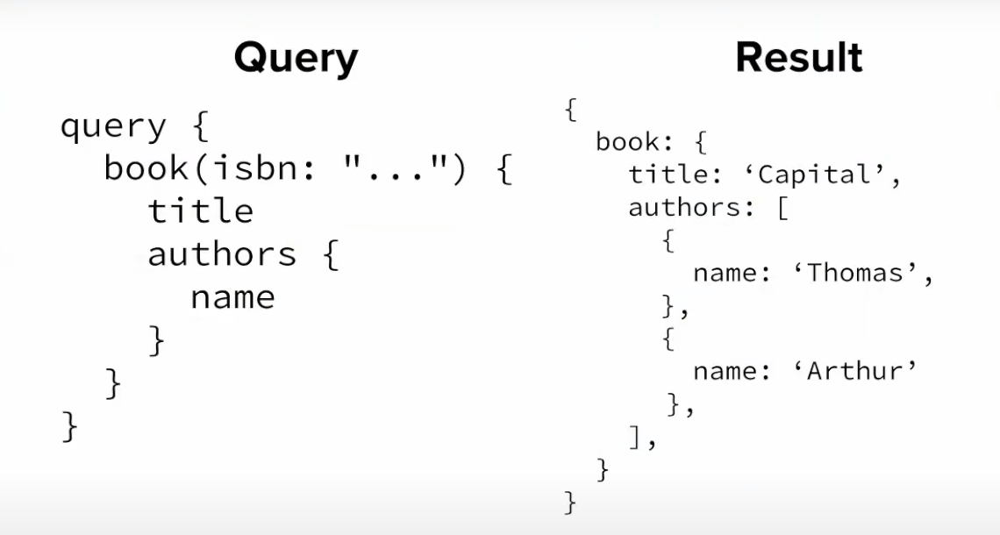 Query
query {
  book(isbn: "...") {
    title
    authors {
      name
    }
  }
}
Result
{
  book: {
    title: ‘Capital’,
    authors: [
      {
        name: ‘Thomas’,
      },
      {
        name: ‘Arthur’
      },
    ],
  }
}